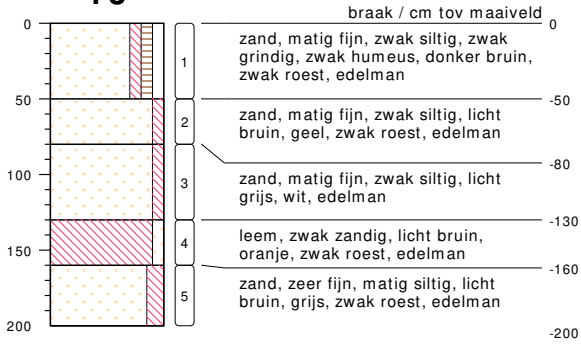 braak / cm tov maaiveld
0
0
zand, matig fijn, zwak siltig, zwak
grindig, zwak humeus, donker bruin,
zwak roest, edelman
1
50
-50
zand, matig fijn, zwak siltig, licht
bruin, geel, zwak roest, edelman
2
-80
zand, matig fijn, zwak siltig, licht
grijs, wit, edelman
3
100
-130
leem, zwak zandig, licht bruin,
oranje, zwak roest, edelman
4
150
-160
zand, zeer fijn, matig siltig, licht
bruin, grijs, zwak roest, edelman
5
200
-200